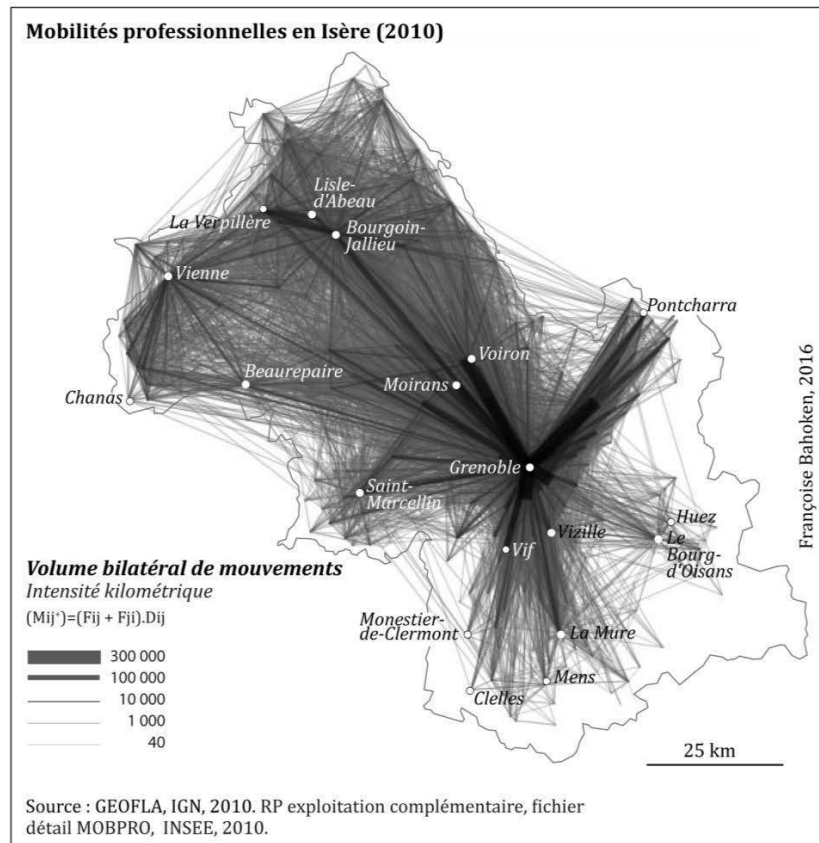 Mobilités professionnelles en Isère (2010)
Lisle-
d'Abeau
La Verpillère
Bourgoin-
Jallieu
Vienne
Pontcharra
Voiron
Beaurepaire
Moirans
Chanas
Grenoble
Saint-
Marcellin
Huez
Vizille
Le
Bourg-
d'Oisans
Vif
Monestier-
de-Clermont
La Mure
Mens
Clelles
Françoise Bahoken, 2016
Volume bilatéral de mouvements
Intensité kilométrique
(Mij⁺)=(Fij + Fji).Dij
300 000
100 000
10 000
1 000
40
25 km
Source : GEOFLA, IGN, 2010. RP exploitation complémentaire, fichier
détail MOBPRO, INSEE, 2010.